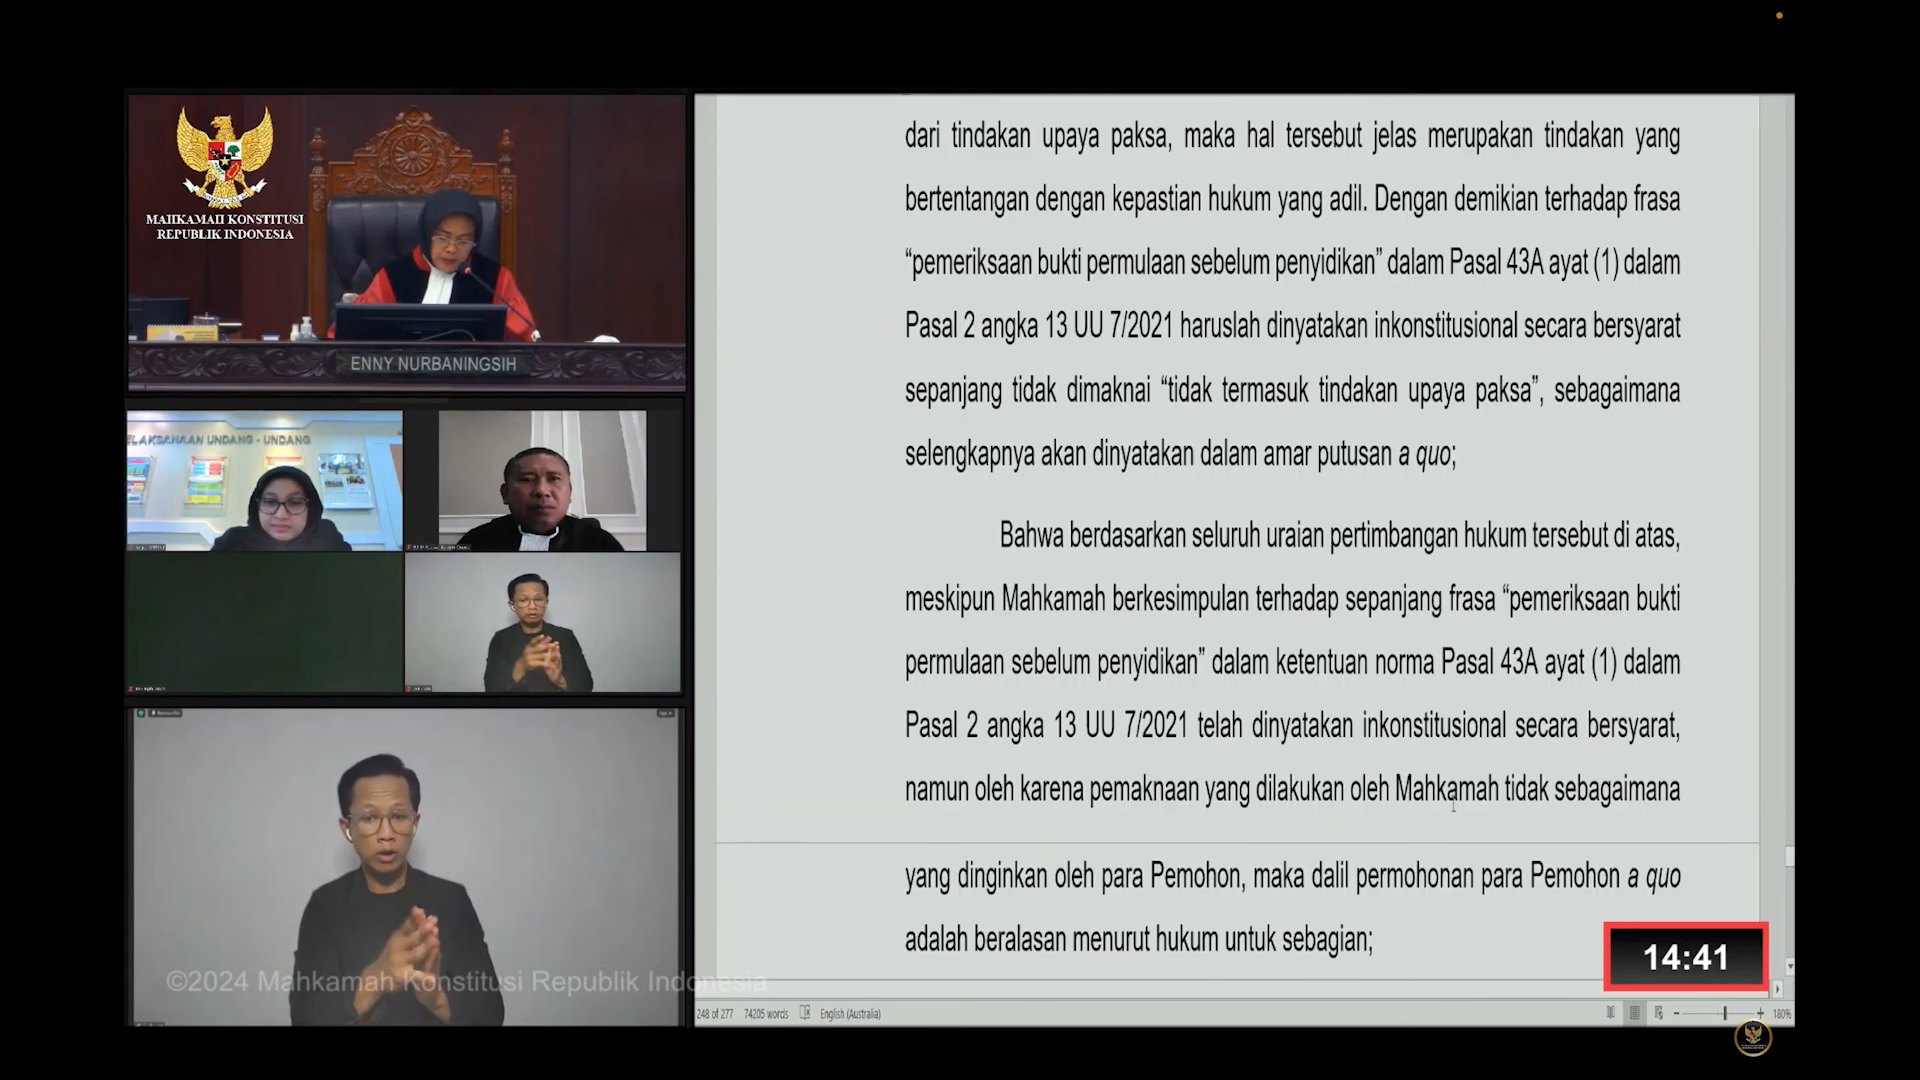 MAHKAMAH KONSTITUSI
REPUBLIK INDONESIA
ENNY NURBANINGSIH
ELAKSANAAN UNDANG - UNDANG
©2024 Mahkamah Konstitusi Republik Indonesia
dari tindakan upaya paksa, maka hal tersebut jelas merupakan tindakan yang
bertentangan dengan kepastian hukum yang adil. Dengan demikian terhadap frasa
“pemeriksaan bukti permulaan sebelum penyidikan” dalam Pasal 43A ayat (1) dalam
Pasal 2 angka 13 UU 7/2021 haruslah dinyatakan inkonstitusional secara bersyarat
sepanjang tidak dimaknai “tidak termasuk tindakan upaya paksa”, sebagaimana
selengkapnya akan dinyatakan dalam amar putusan a quo;
Bahwa berdasarkan seluruh uraian pertimbangan hukum tersebut di atas,
meskipun Mahkamah berkesimpulan terhadap sepanjang frasa “pemeriksaan bukti
permulaan sebelum penyidikan” dalam ketentuan norma Pasal 43A ayat (1) dalam
Pasal 2 angka 13 UU 7/2021 telah dinyatakan inkonstitusional secara bersyarat,
namun oleh karena pemaknaan yang dilakukan oleh Mahkamah tidak sebagaimana
yang dinginkan oleh para Pemohon, maka dalil permohonan para Pemohon a quo
adalah beralasan menurut hukum untuk sebagian;
14:41
248 of 277 74205 words English (Australia) 180%